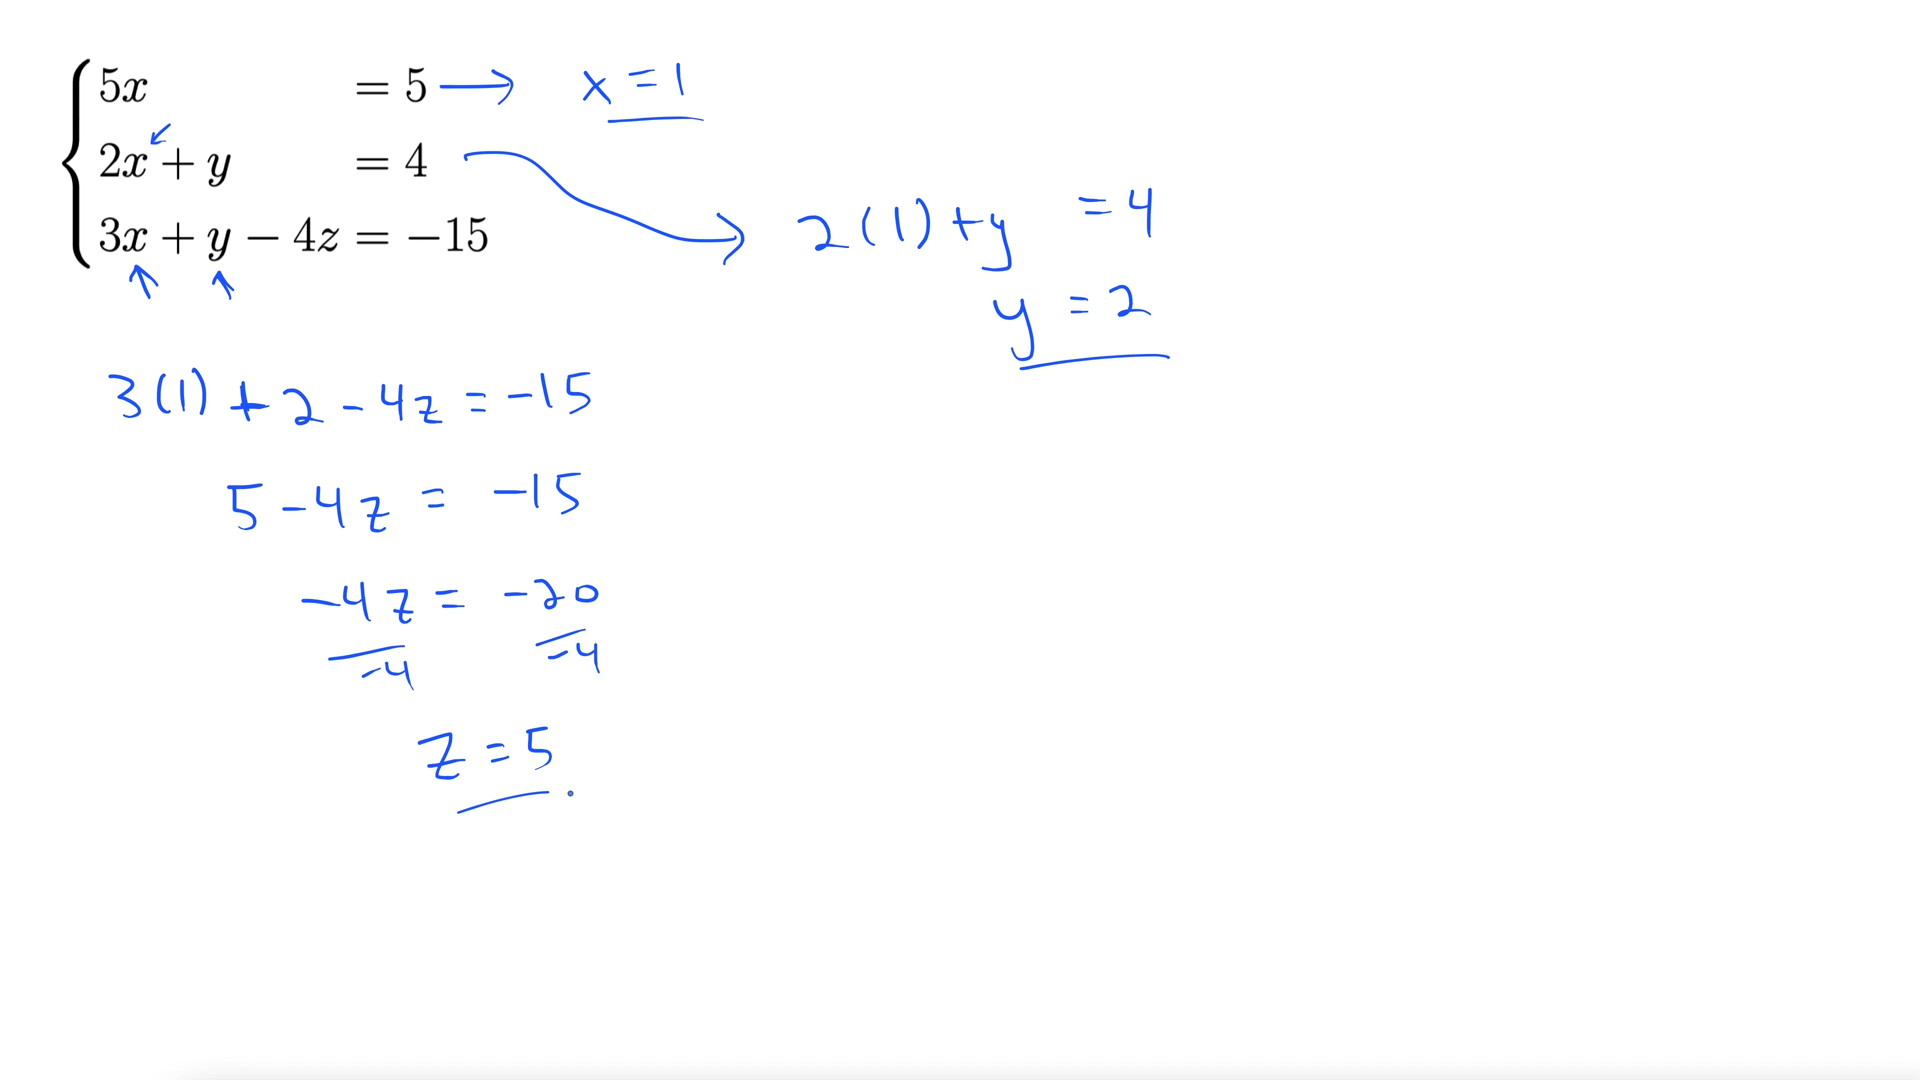 5x = 5 → x = 1
2x + y = 4
3x + y − 4z = −15
2(1) + y = 4
y = 2
3(1) + 2 - 4z = -15
5 - 4z = -15
-4z = -20
-4 -4
z = 5